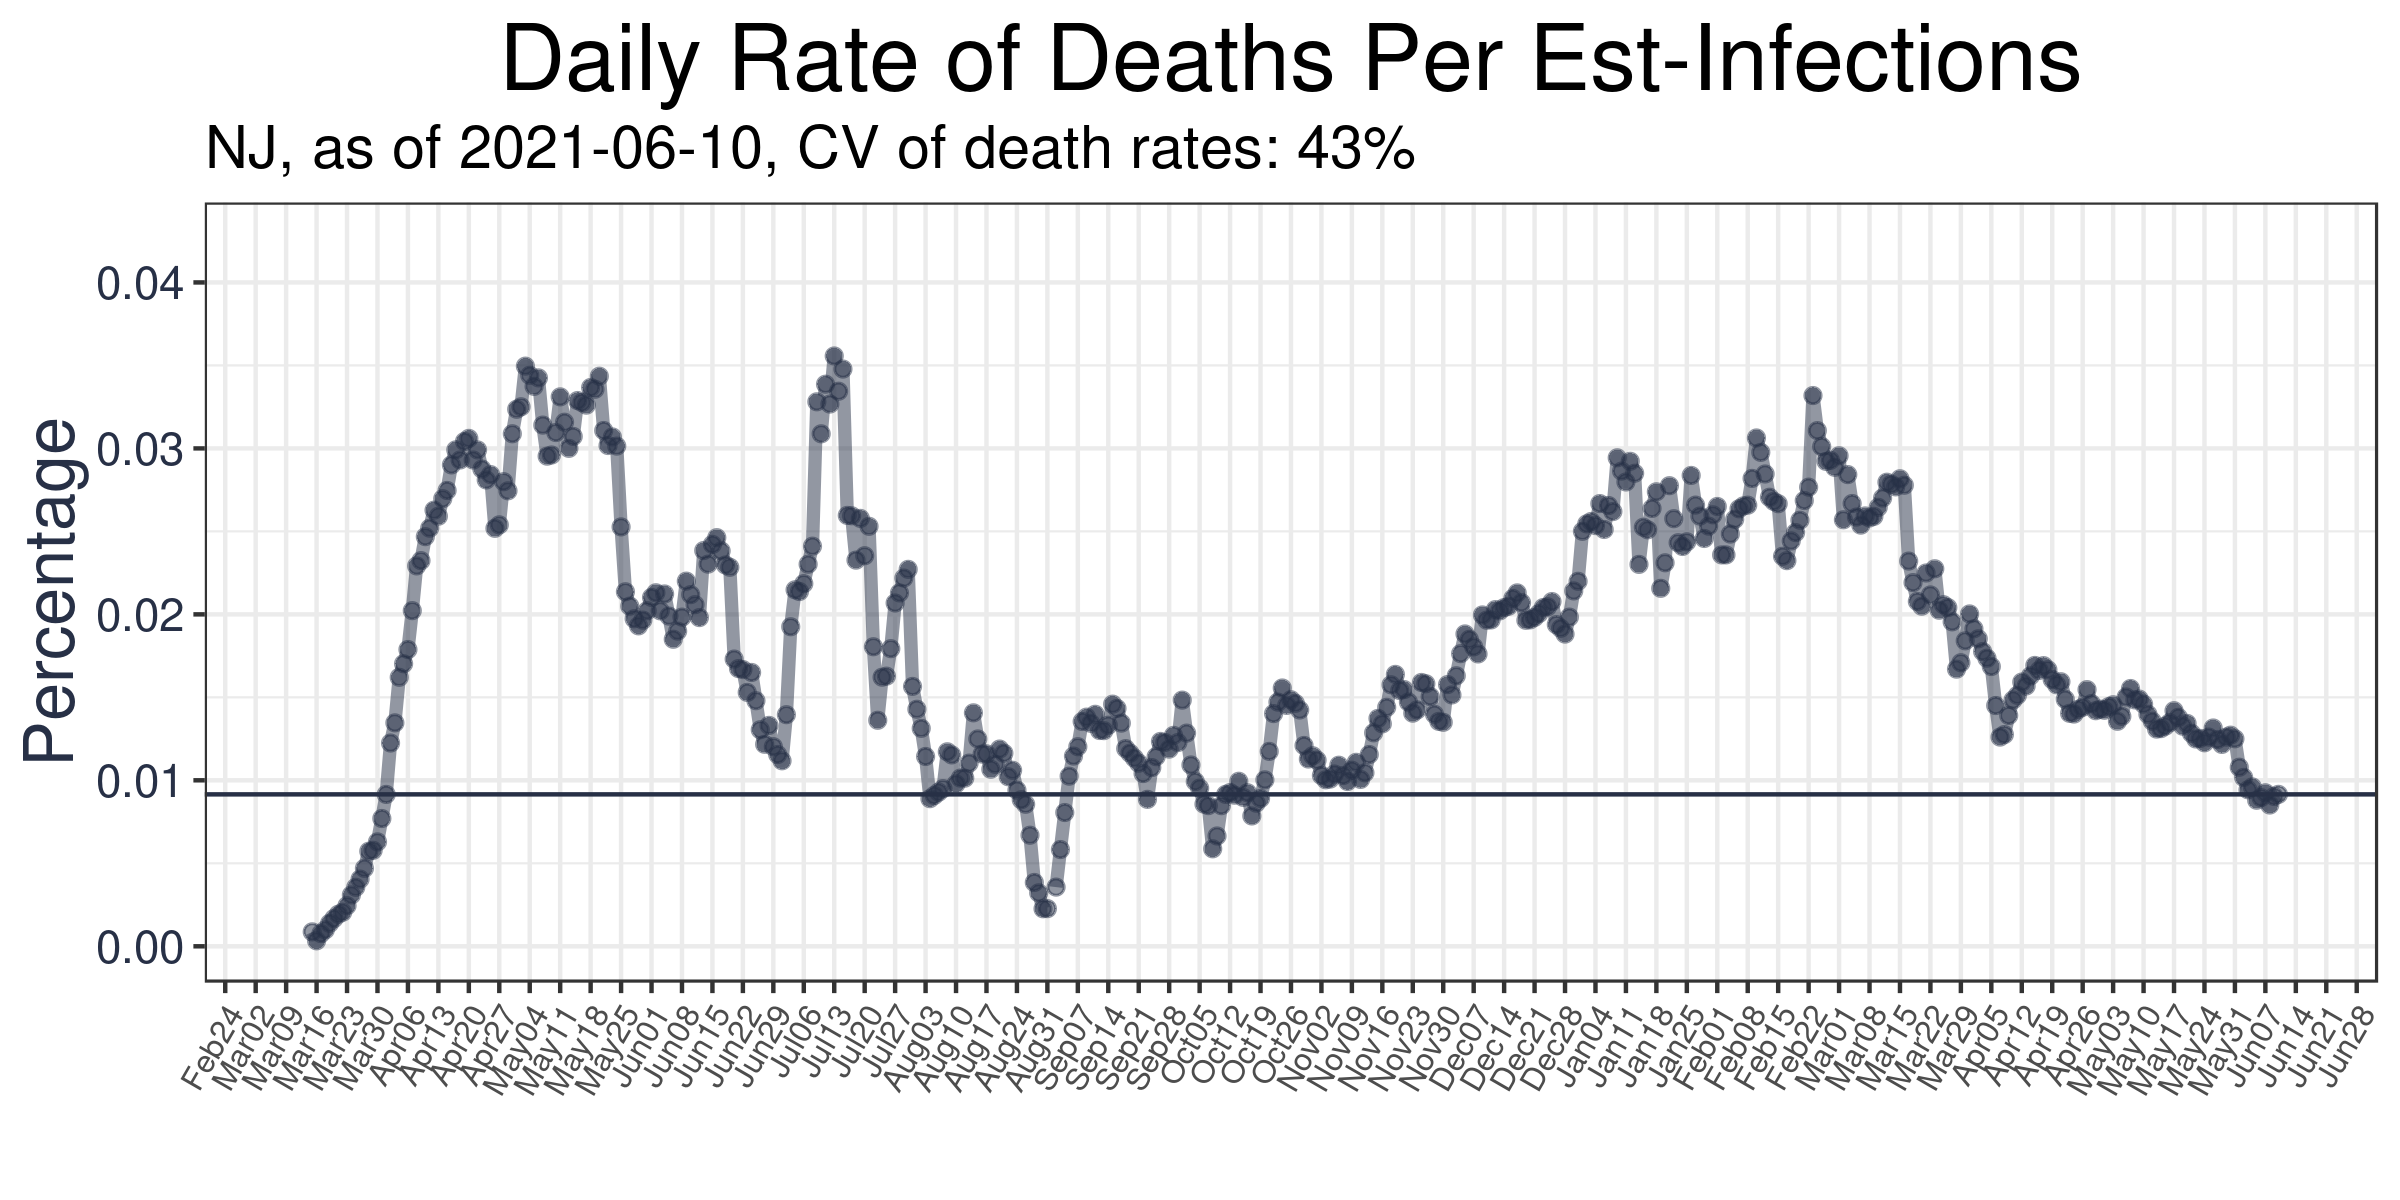 Daily Rate of Deaths Per Est-Infections
NJ, as of 2021-06-10, CV of death rates: 43%
Percentage
0.04
0.03
0.02
0.01
0.00
Feb24 Mar02 Mar09 Mar16 Mar23 Mar30 Apr06 Apr13 Apr20 Apr27 May04 May11 May18 May25 Jun01 Jun08 Jun15 Jun22 Jun29 Jul06 Jul13 Jul20 Jul27 Aug03 Aug10 Aug17 Aug24 Aug31 Sep07 Sep14 Sep21 Sep28 Oct05 Oct12 Oct19 Oct26 Nov02 Nov09 Nov16 Nov23 Nov30 Dec07 Dec14 Dec21 Dec28 Jan04 Jan11 Jan18 Jan25 Feb01 Feb08 Feb15 Feb22 Mar01 Mar08 Mar15 Mar22 Mar29 Apr05 Apr12 Apr19 Apr26 May03 May10 May17 May24 May31 Jun07 Jun14 Jun21 Jun28